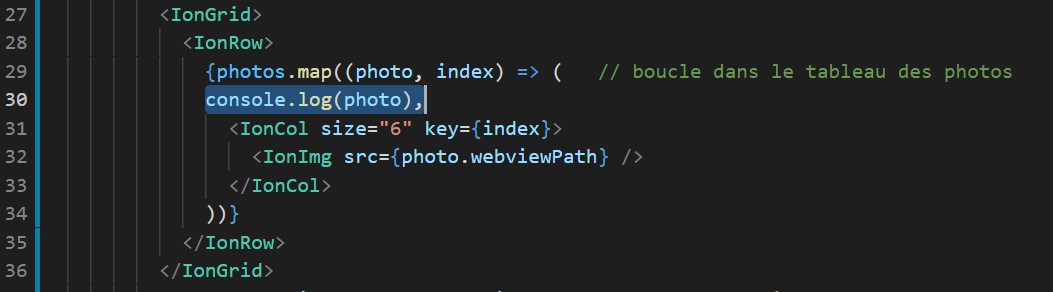 27 <IonGrid>
28 <IonRow>
29 {photos.map((photo, index) => ( // boucle dans le tableau des photos
30 console.log(photo),
31 <IonCol size="6" key={index}>
32 <IonImg src={photo.webviewPath} />
33 </IonCol>
34 ))}
35 </IonRow>
36 </IonGrid>